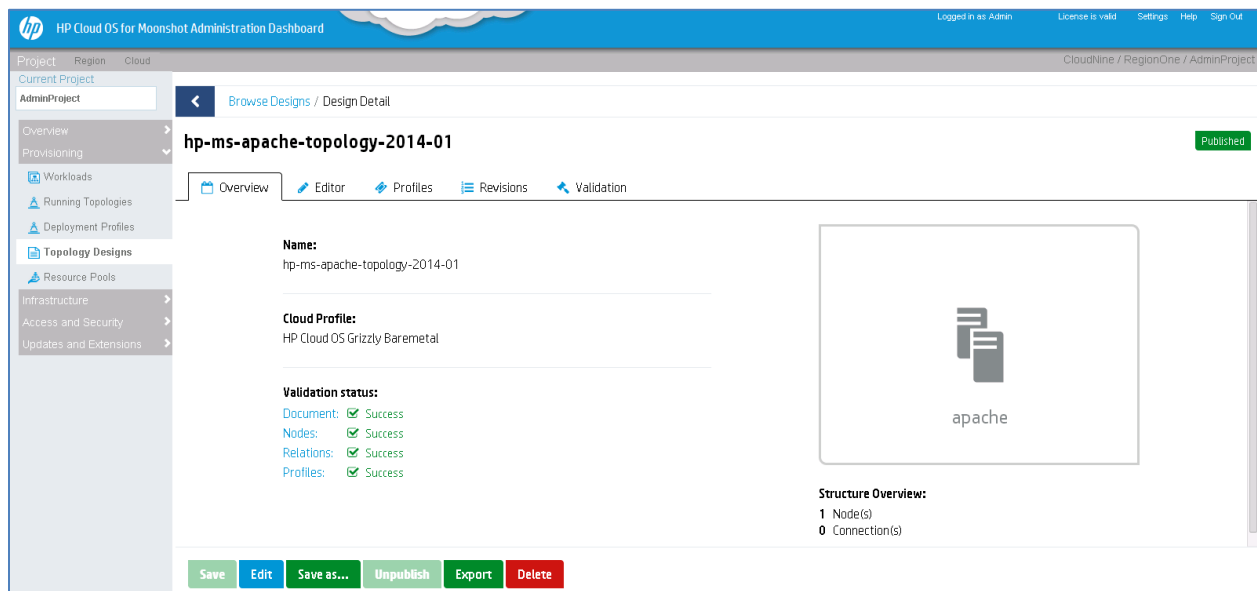 hp HP Cloud OS for Moonshot Administration Dashboard Logged in as Admin License is valid Settings Help Sign Out
Project Region Cloud CloudNine / RegionOne / AdminProject
Current Project
AdminProject
Browse Designs / Design Detail
Overview
Provisioning
Workloads
Running Topologies
Deployment Profiles
Topology Designs
Resource Pools
Infrastructure
Access and Security
Updates and Extensions
hp-ms-apache-topology-2014-01 Published
Overview Editor Profiles Revisions Validation
Name:
hp-ms-apache-topology-2014-01
Cloud Profile:
HP Cloud OS Grizzly Baremetal
Validation status:
Document: Success
Nodes: Success
Relations: Success
Profiles: Success
apache
Structure Overview:
1 Node(s)
0 Connection(s)
Save Edit Save as... Unpublish Export Delete